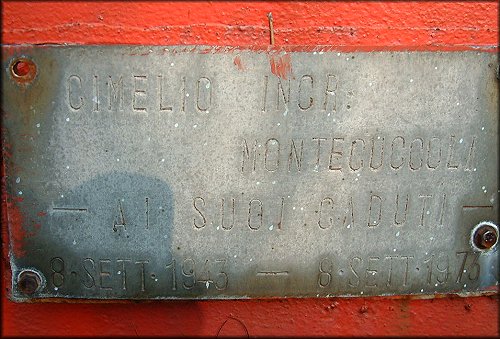 CIMELIO INCR.
MONTECUCCOLI
— AI SUOI CADUTI —
8·SETT·1943 — 8·SETT·1973